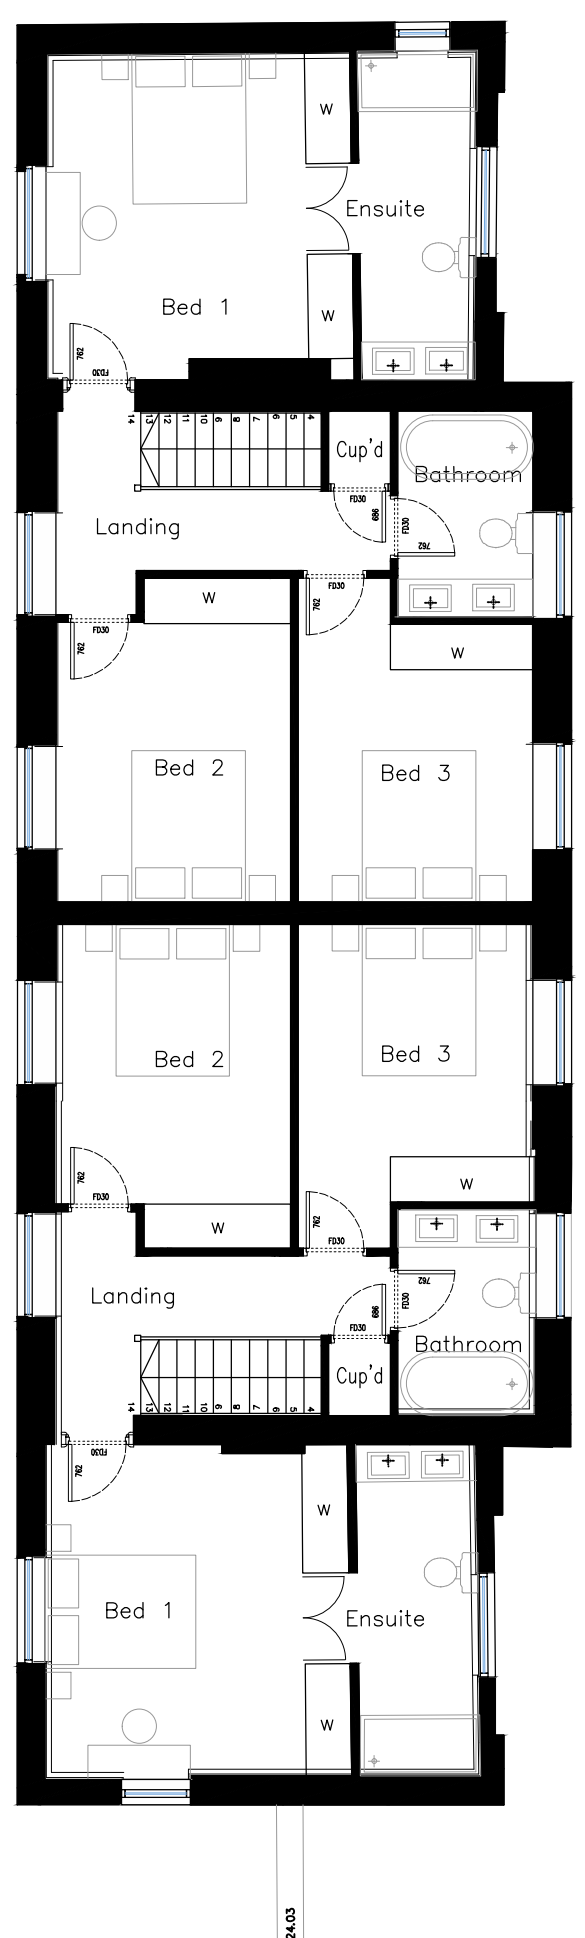 W
Ensuite
Bed 1
W
762
FD30
14
13
12
11
10
9
8
7
6
5
4
Cup'd
Bathroom
FD30
686
FD30
762
Landing
W
FD30
762
762
W
Bed 2
Bed 3
Bed 2
Bed 3
762
FD30
W
W
762
FD30
762
FD30
686
FD30
Landing
Bathroom
Cup'd
14
13
12
11
10
9
8
7
6
5
4
FD30
762
W
Bed 1
Ensuite
W
24.03